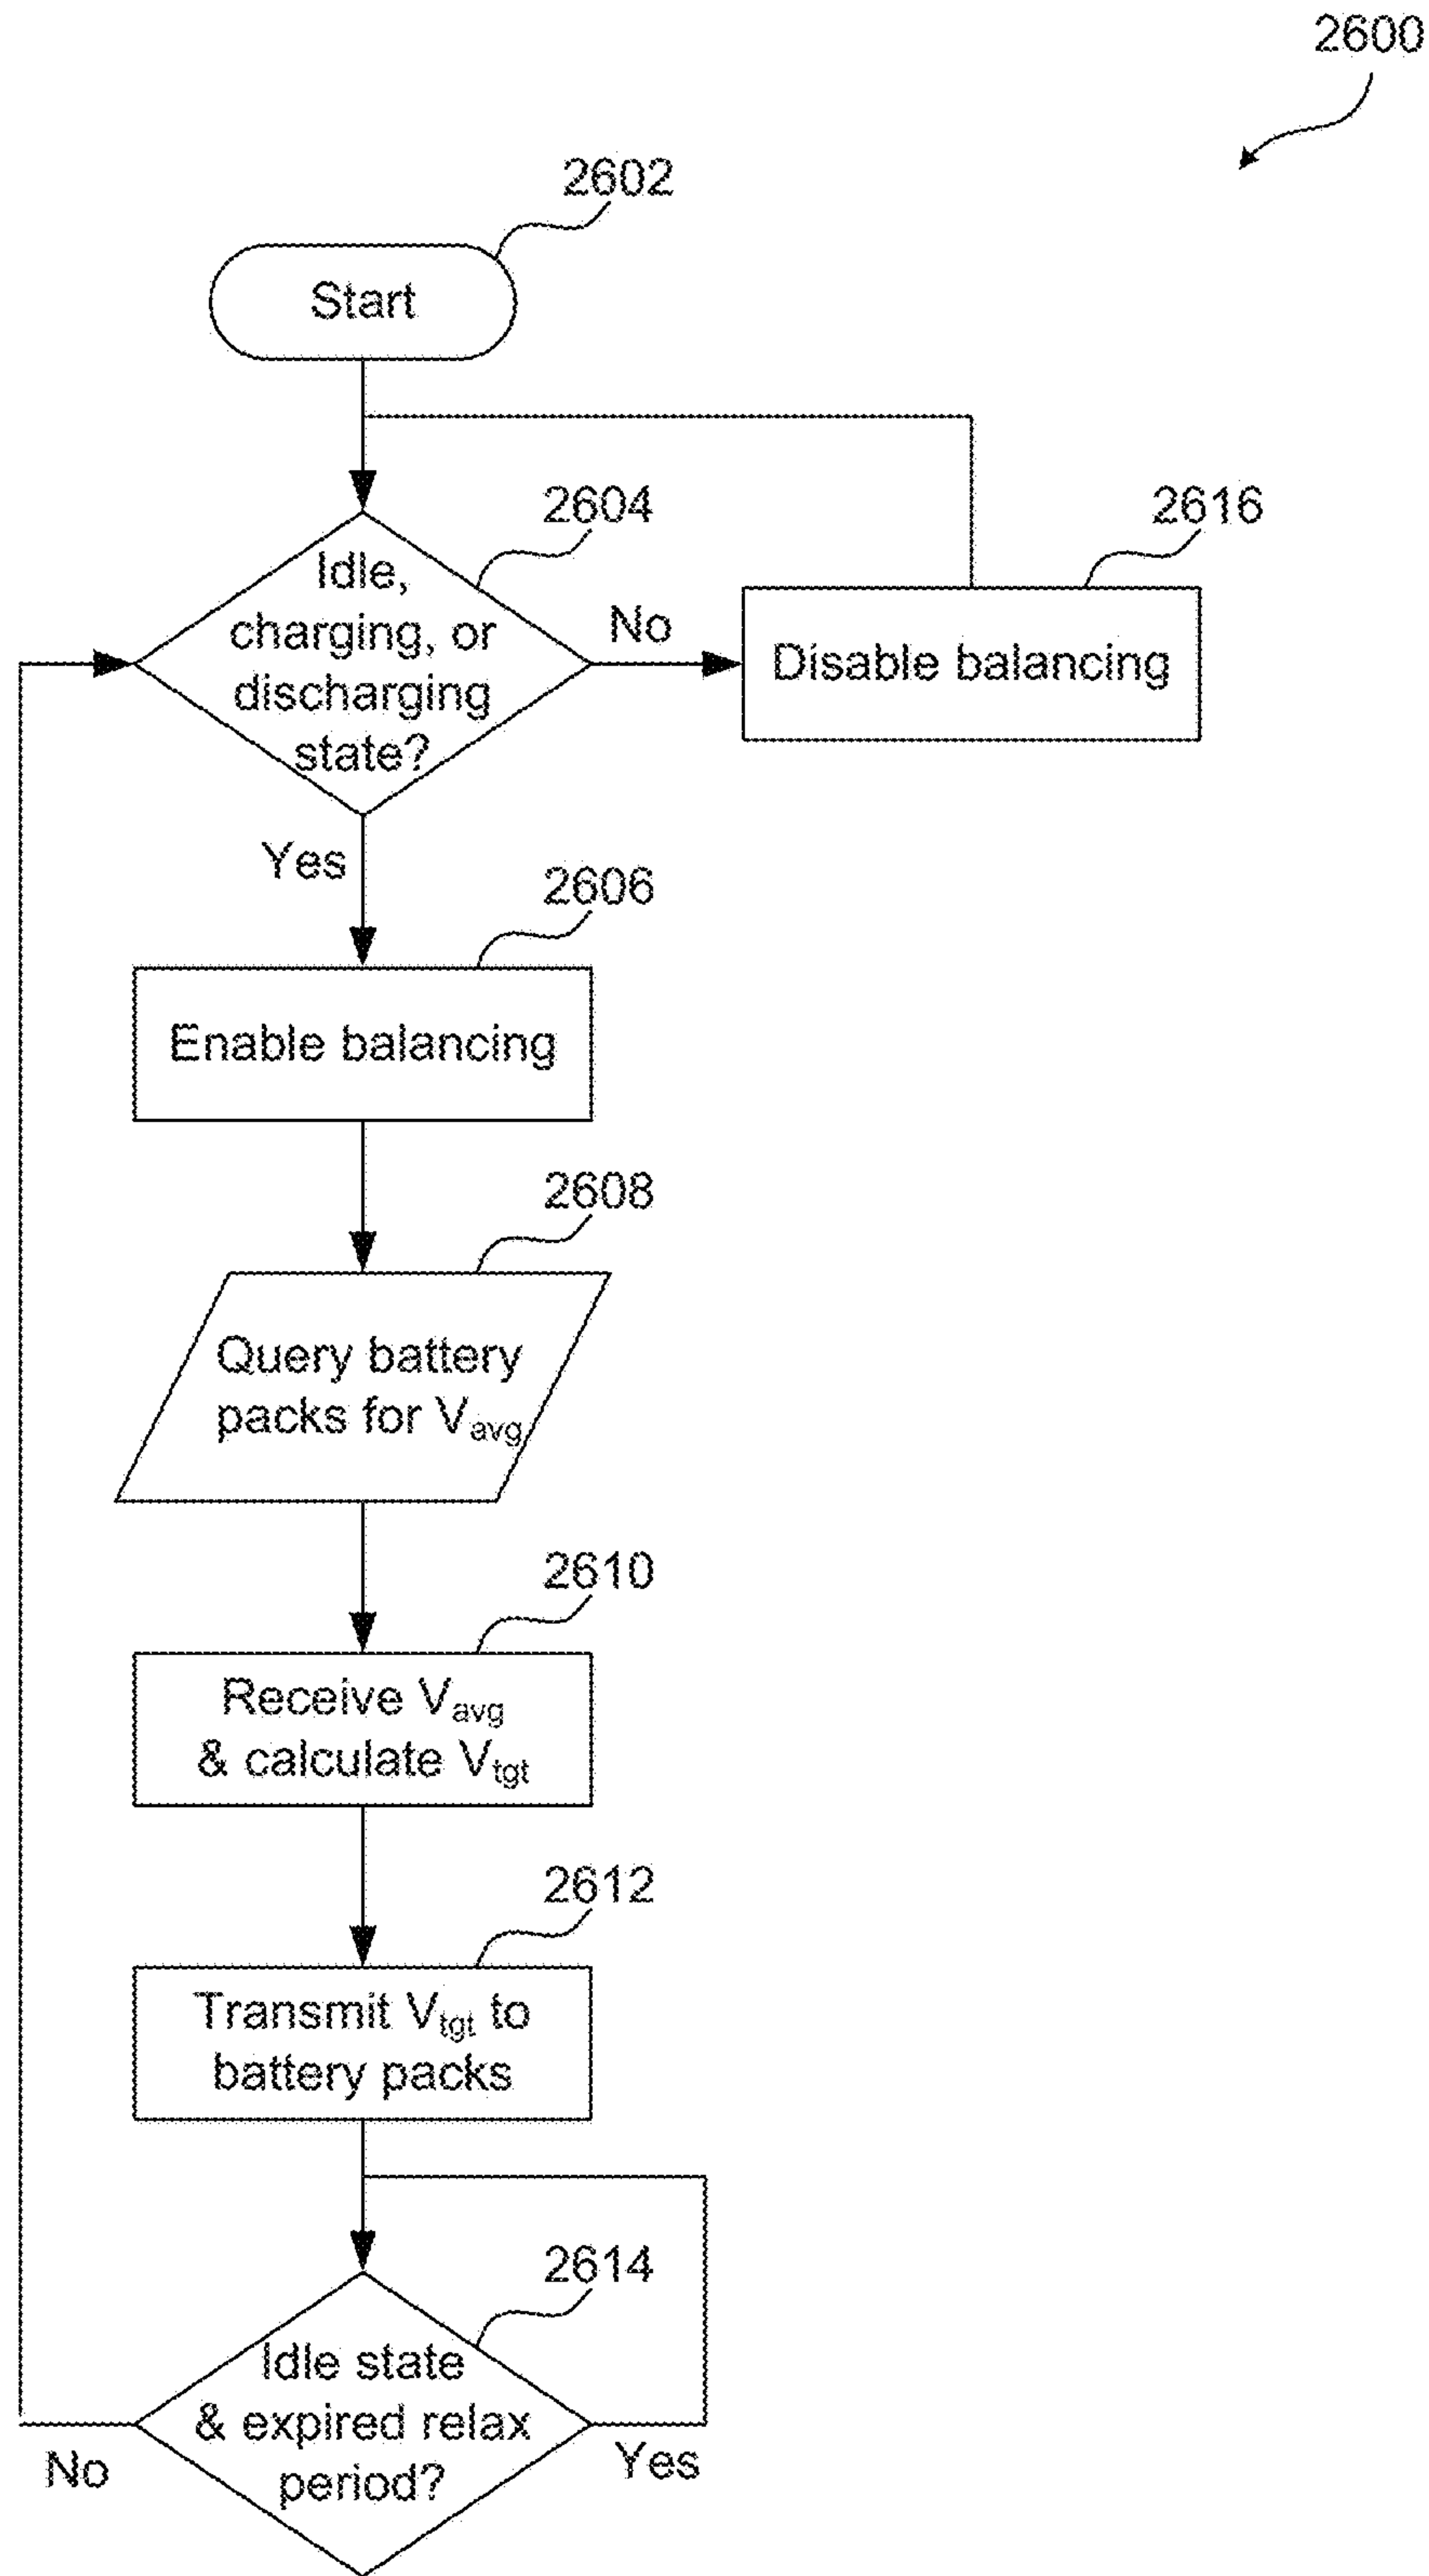 2600
2602
Start
2604
2616
Idle,
charging, or
discharging
state?
No
Disable balancing
Yes
2606
Enable balancing
2608
Query battery
packs for Vavg
2610
Receive Vavg
& calculate Vtgt
2612
Transmit Vtgt to
battery packs
2614
Idle state
& expired relax
period?
No
Yes